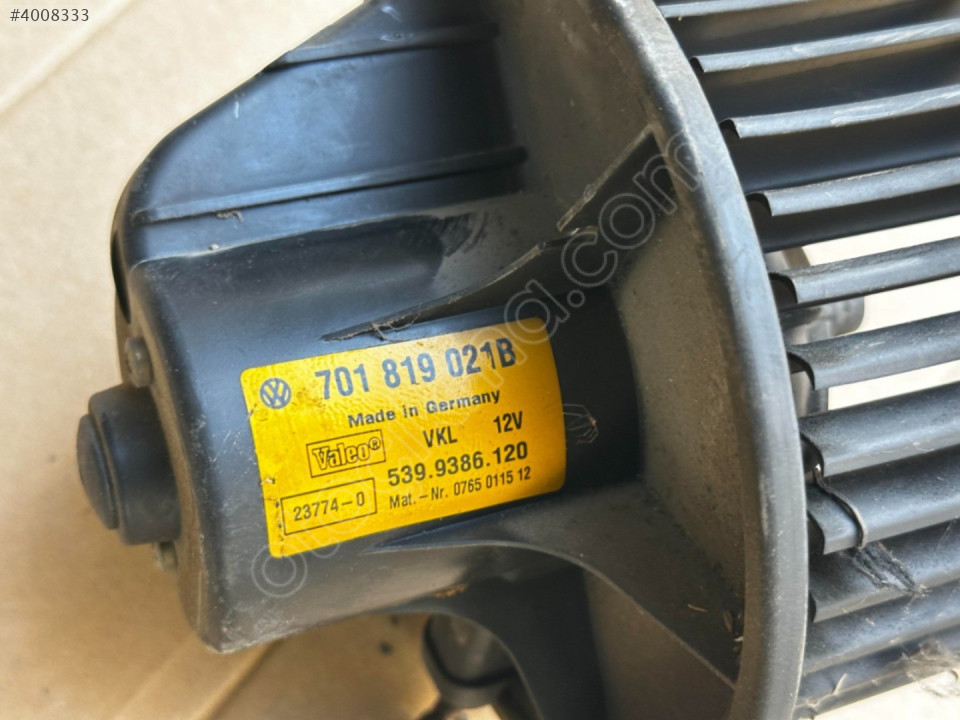 #4008333
701 819 021B
Made in Germany
Valeo® VKL 12V
539.9386.120
23774-0 Mat.-Nr. 0765 0115 12